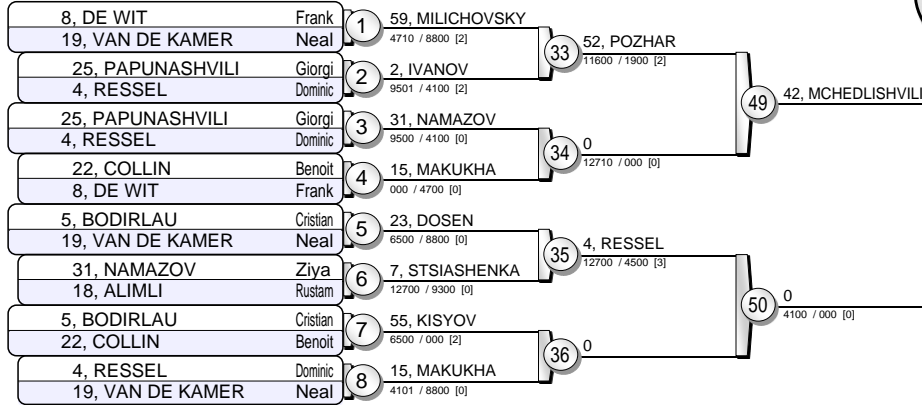 8, DE WIT Frank
19, VAN DE KAMER Neal
1
59, MILICHOVSKY
4710 / 8800 [2]
25, PAPUNASHVILI Giorgi
4, RESSEL Dominic
2
2, IVANOV
9501 / 4100 [2]
33
52, POZHAR
11600 / 1900 [2]
25, PAPUNASHVILI Giorgi
4, RESSEL Dominic
3
31, NAMAZOV
9500 / 4100 [0]
22, COLLIN Benoit
8, DE WIT Frank
4
15, MAKUKHA
000 / 4700 [0]
34
0
12710 / 000 [0]
49
42, MCHEDLISHVILI
5, BODIRLAU Cristian
19, VAN DE KAMER Neal
5
23, DOSEN
6500 / 8800 [0]
31, NAMAZOV Ziya
18, ALIMLI Rustam
6
7, STSIASHENKA
12700 / 9300 [0]
35
4, RESSEL
12700 / 4500 [3]
5, BODIRLAU Cristian
22, COLLIN Benoit
7
55, KISYOV
6500 / 000 [2]
4, RESSEL Dominic
19, VAN DE KAMER Neal
8
15, MAKUKHA
4101 / 8800 [0]
36
0
50
0
4100 / 000 [0]